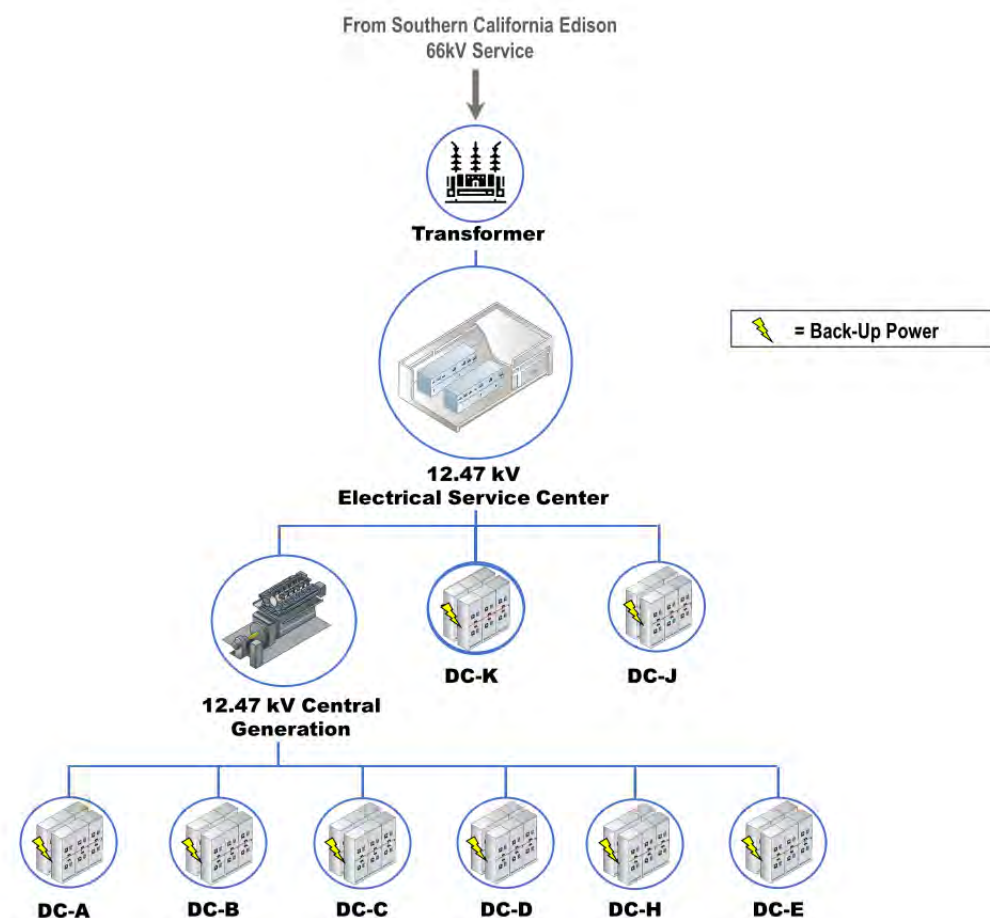 From Southern California Edison
66kV Service
Transformer
= Back-Up Power
12.47 kV
Electrical Service Center
DC-K
DC-J
12.47 kV Central
Generation
DC-A
DC-B
DC-C
DC-D
DC-H
DC-E